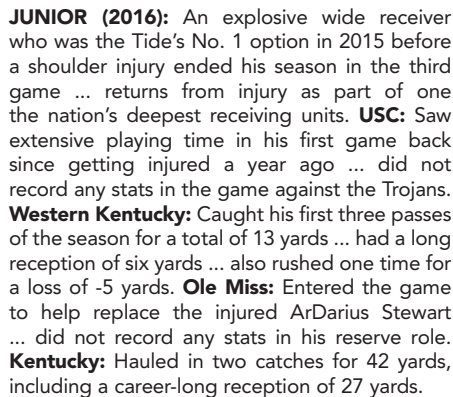 JUNIOR (2016): An explosive wide receiver
who was the Tide's No. 1 option in 2015 before
a shoulder injury ended his season in the third
game ... returns from injury as part of one
the nation's deepest receiving units. USC: Saw
extensive playing time in his first game back
since getting injured a year ago ... did not
record any stats in the game against the Trojans.
Western Kentucky: Caught his first three passes
of the season for a total of 13 yards ... had a long
reception of six yards ... also rushed one time for
a loss of -5 yards. Ole Miss: Entered the game
to help replace the injured ArDarius Stewart
... did not record any stats in his reserve role.
Kentucky: Hauled in two catches for 42 yards,
including a career-long reception of 27 yards.